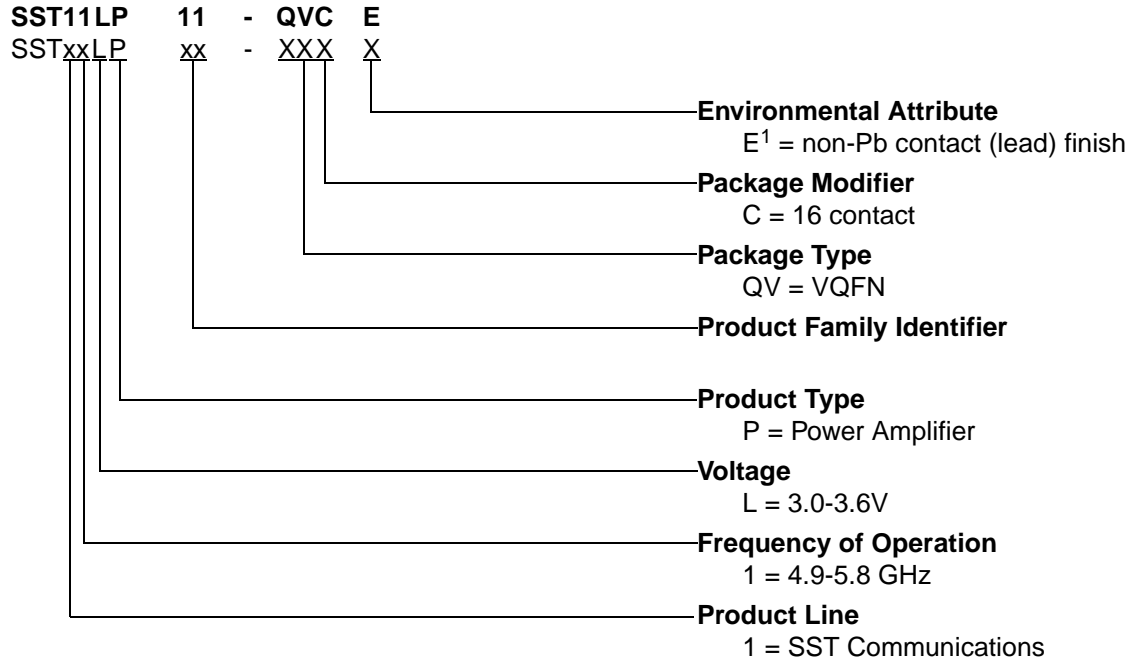 SST11LP 11 - QVC E
SSTxxLP xx - XXX X
Environmental Attribute
E1 = non-Pb contact (lead) finish
Package Modifier
C = 16 contact
Package Type
QV = VQFN
Product Family Identifier
Product Type
P = Power Amplifier
Voltage
L = 3.0-3.6V
Frequency of Operation
1 = 4.9-5.8 GHz
Product Line
1 = SST Communications